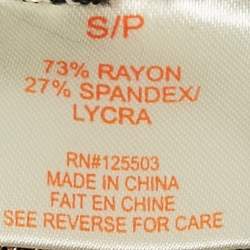 S/P
73% RAYON
27% SPANDEX/
LYCRA
RN#125503
MADE IN CHINA
FAIT EN CHINE
SEE REVERSE FOR CARE